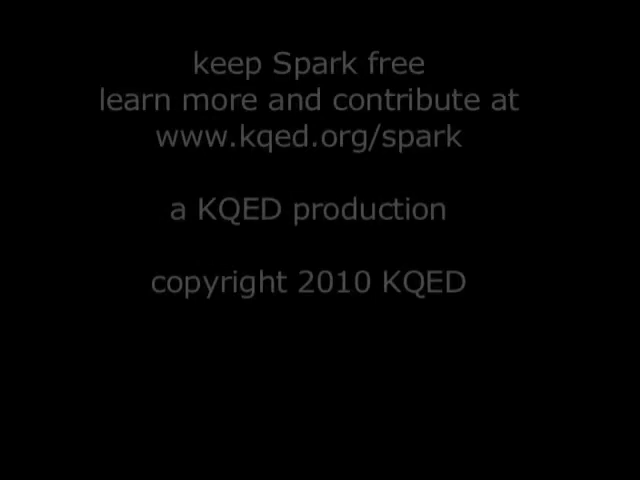 keep Spark free
learn more and contribute at
www.kqed.org/spark
a KQED production
copyright 2010 KQED